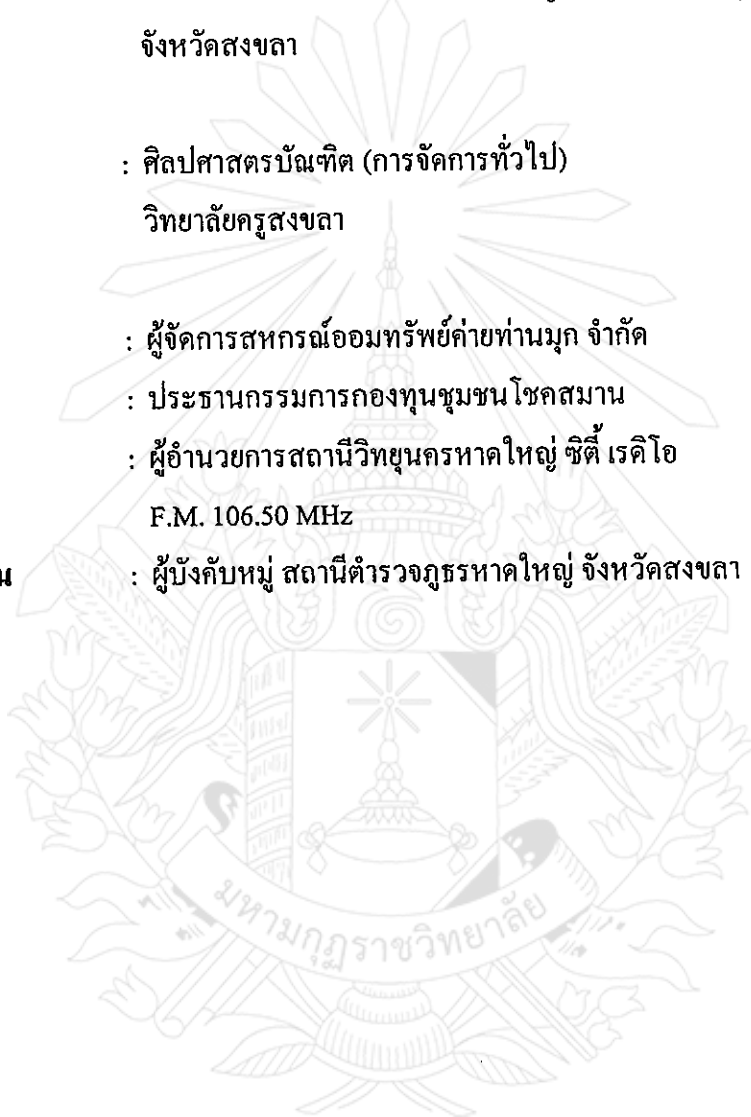 จังหวัดสงขลา
: ศิลปศาสตรบัณฑิต (การจัดการทั่วไป)
วิทยาลัยครูสงขลา
: ผู้จัดการสหกรณ์ออมทรัพย์ค่ายท่านมุก จำกัด
: ประธานกรรมการกองทุนชุมชนโชคสมาน
: ผู้อำนวยการสถานีวิทยุนครหาดใหญ่ ซิตี้ เรดิโอ
F.M. 106.50 MHz
: ผู้บังคับหมู่ สถานีตำรวจภูธรหาดใหญ่ จังหวัดสงขลา
มหามกุฏราชวิทยาลัย